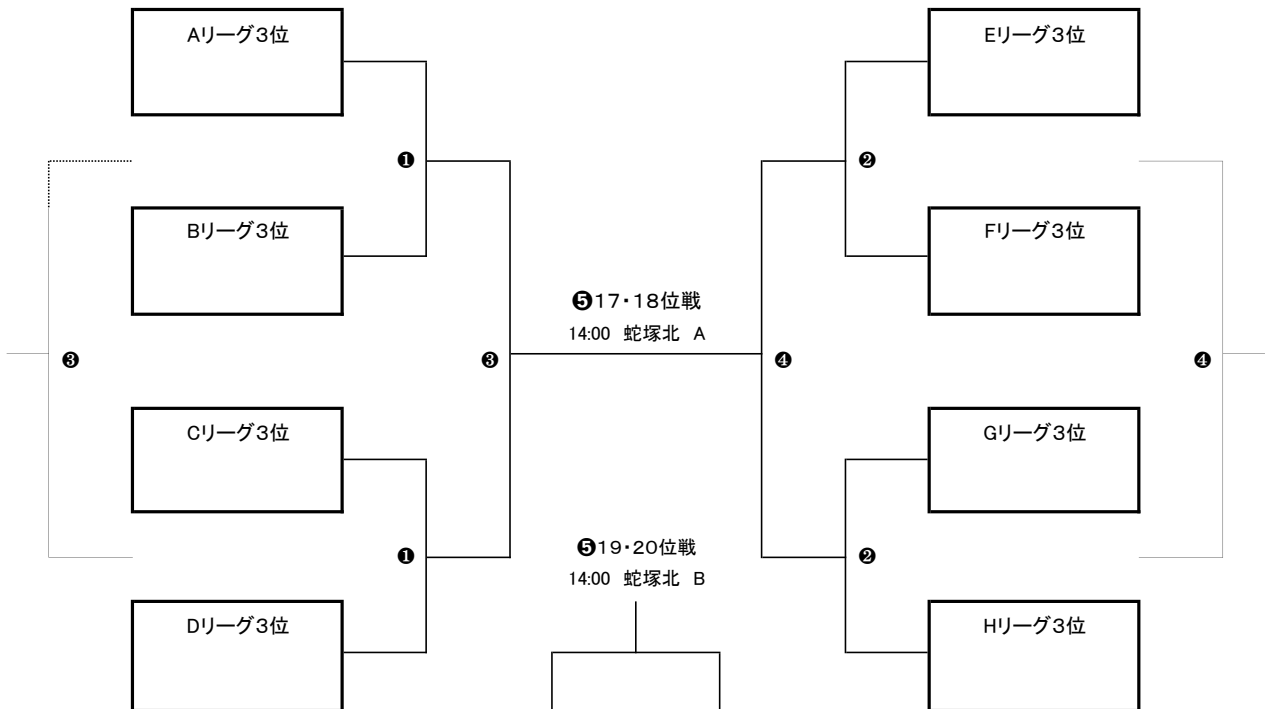 Aリーグ3位
Eリーグ3位
❶
❷
Bリーグ3位
Fリーグ3位
❺17・18位戦
14:00 蛇塚北 A
❸
❸
❹
❹
Cリーグ3位
Gリーグ3位
❺19・20位戦
14:00 蛇塚北 B
❶
❷
Dリーグ3位
Hリーグ3位